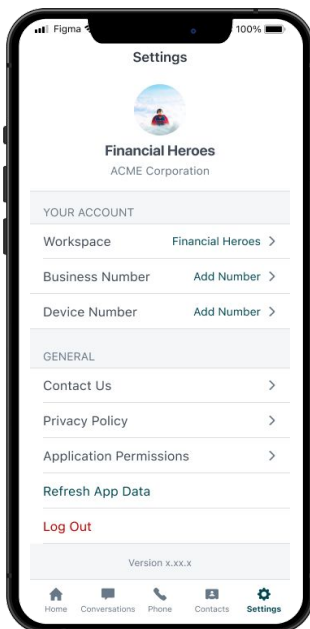 Figma 100%
Settings
Financial Heroes
ACME Corporation
YOUR ACCOUNT
Workspace Financial Heroes
Business Number Add Number
Device Number Add Number
GENERAL
Contact Us
Privacy Policy
Application Permissions
Refresh App Data
Log Out
Version x.xx.x
Home Conversations Phone Contacts Settings